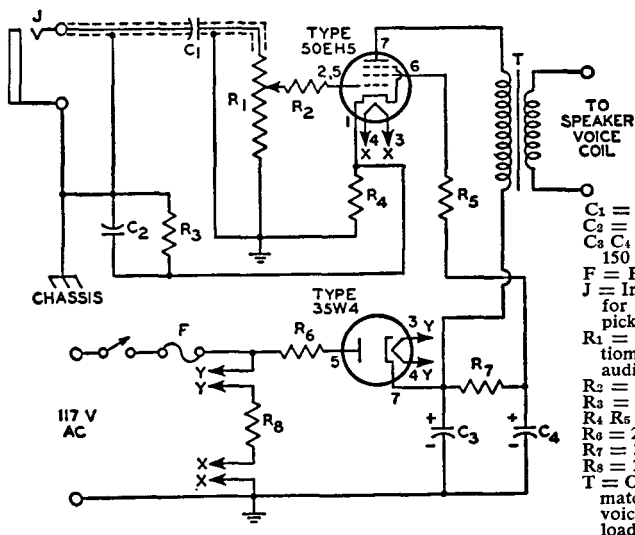 J
C₁
R₁
R₂
TYPE
50EH5
7
2,5
6
1
4
3
X
X
T
TO
SPEAKER
VOICE
COIL
R₄
R₅
C₂
R₃
CHASSIS
TYPE
35W4
F
R₆
5
3
Y
4
Y
7
R₇
117 V
AC
Y
Y
R₈
X
X
+
-
C₃
+
-
C₄
C₁ =
C₂ =
C₃ C₄
150
F =
J = In
for
pick
R₁ =
tiom
audi
R₂ =
R₃ =
R₄ R₅
R₆ = 2
R₇ =
R₈ =
T = O
mate
voic
load